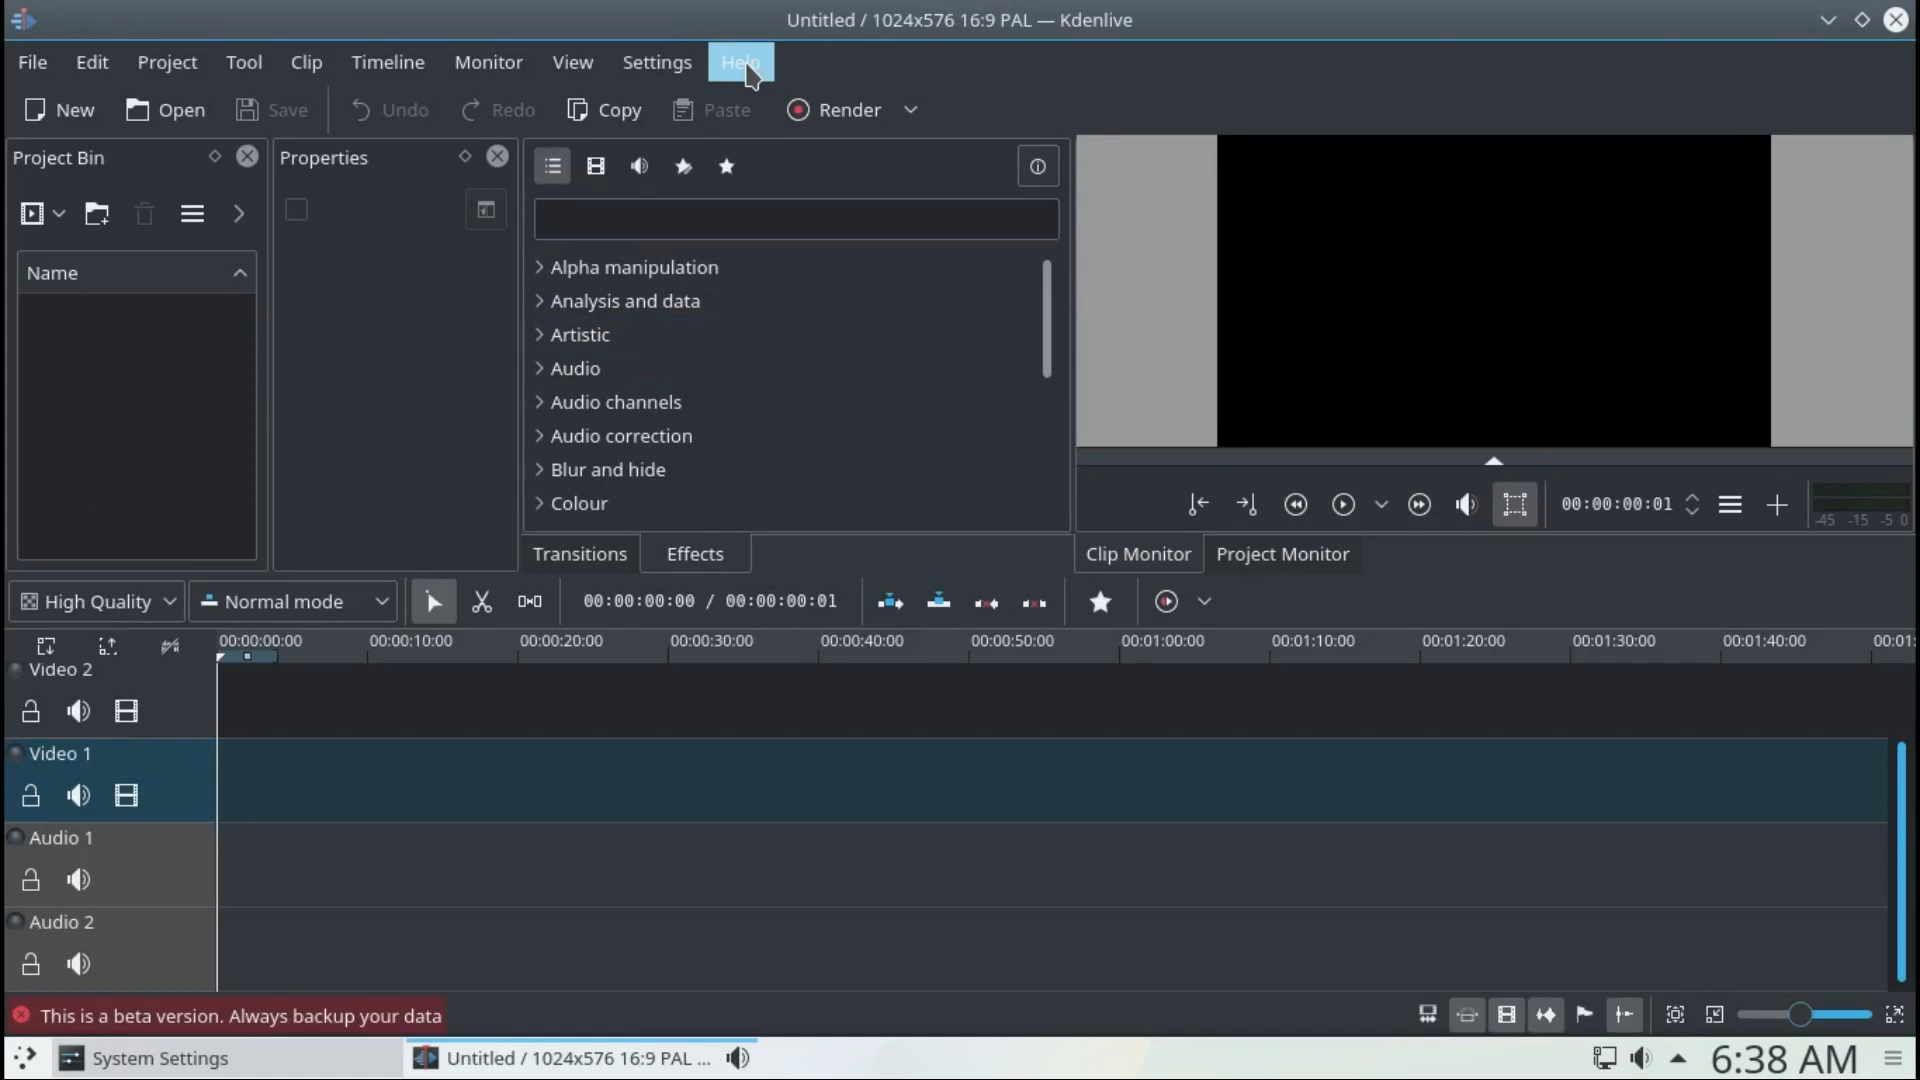 Untitled / 1024x576 16:9 PAL — Kdenlive
File Edit Project Tool Clip Timeline Monitor View Settings Help
New Open Save Undo Redo Copy Paste Render
Project Bin
Properties
Name
Alpha manipulation
Analysis and data
Artistic
Audio
Audio channels
Audio correction
Blur and hide
Colour
00:00:00:01
-45 -15 -5 0
Transitions Effects
Clip Monitor Project Monitor
High Quality Normal mode 00:00:00:00 / 00:00:00:01
00:00:00:00 00:00:10:00 00:00:20:00 00:00:30:00 00:00:40:00 00:00:50:00 00:01:00:00 00:01:10:00 00:01:20:00 00:01:30:00 00:01:40:00 00:01:
Video 2
Video 1
Audio 1
Audio 2
This is a beta version. Always backup your data
System Settings
Untitled / 1024x576 16:9 PAL ...
6:38 AM